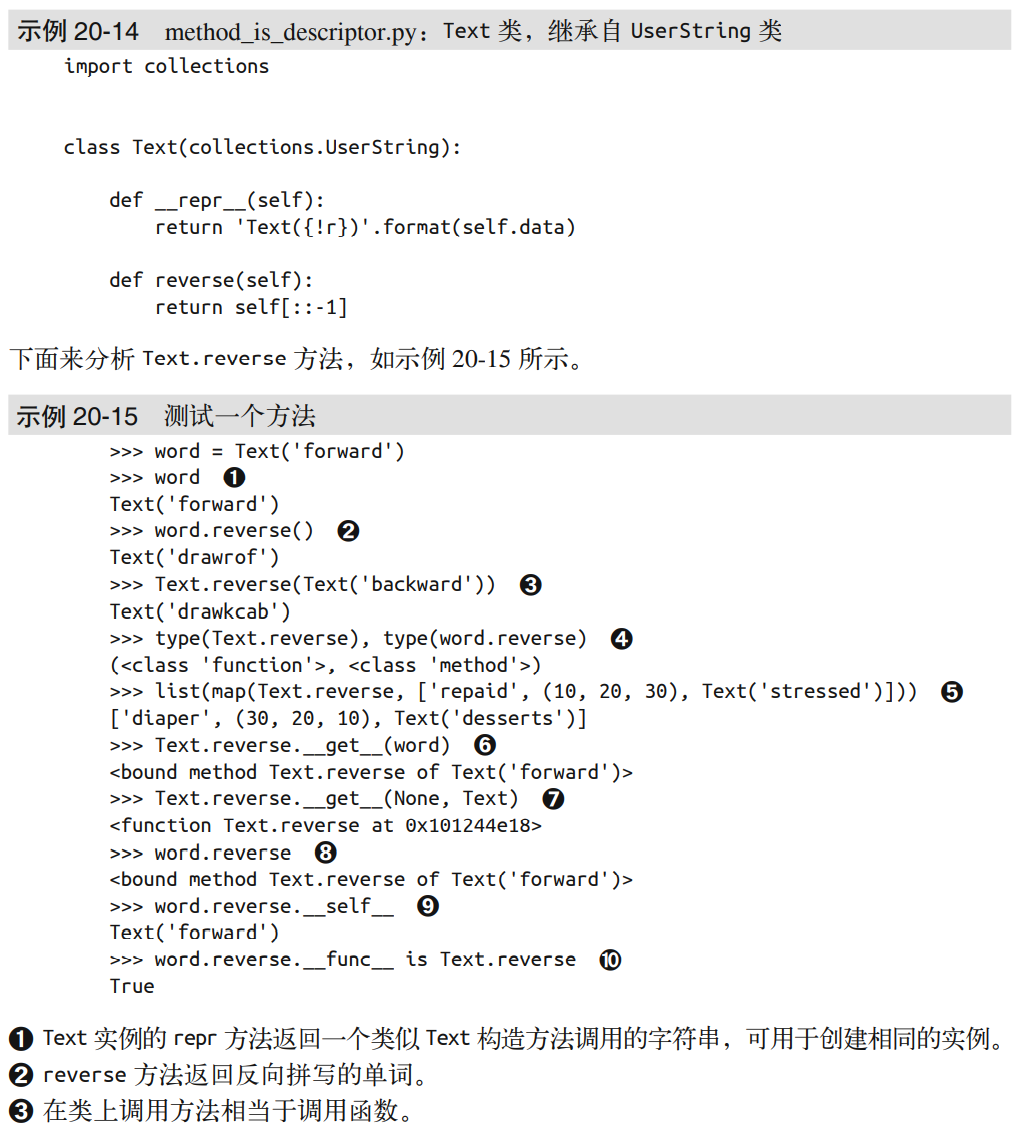 示例 20-14 method_is_descriptor.py：Text 类，继承自 UserString 类
import collections
class Text(collections.UserString):
def __repr__(self):
return 'Text({!r})'.format(self.data)
def reverse(self):
return self[::-1]
下面来分析 Text.reverse 方法，如示例 20-15 所示。
示例 20-15 测试一个方法
>>> word = Text('forward')
>>> word ❶
Text('forward')
>>> word.reverse() ❷
Text('drawrof')
>>> Text.reverse(Text('backward')) ❸
Text('drawkcab')
>>> type(Text.reverse), type(word.reverse) ❹
(<class 'function'>, <class 'method'>)
>>> list(map(Text.reverse, ['repaid', (10, 20, 30), Text('stressed')])) ❺
['diaper', (30, 20, 10), Text('desserts')]
>>> Text.reverse.__get__(word) ❻
<bound method Text.reverse of Text('forward')>
>>> Text.reverse.__get__(None, Text) ❼
<function Text.reverse at 0x101244e18>
>>> word.reverse ❽
<bound method Text.reverse of Text('forward')>
>>> word.reverse.__self__ ❾
Text('forward')
>>> word.reverse.__func__ is Text.reverse ❿
True
❶ Text 实例的 repr 方法返回一个类似 Text 构造方法调用的字符串，可用于创建相同的实例。
❷ reverse 方法返回反向拼写的单词。
❸ 在类上调用方法相当于调用函数。